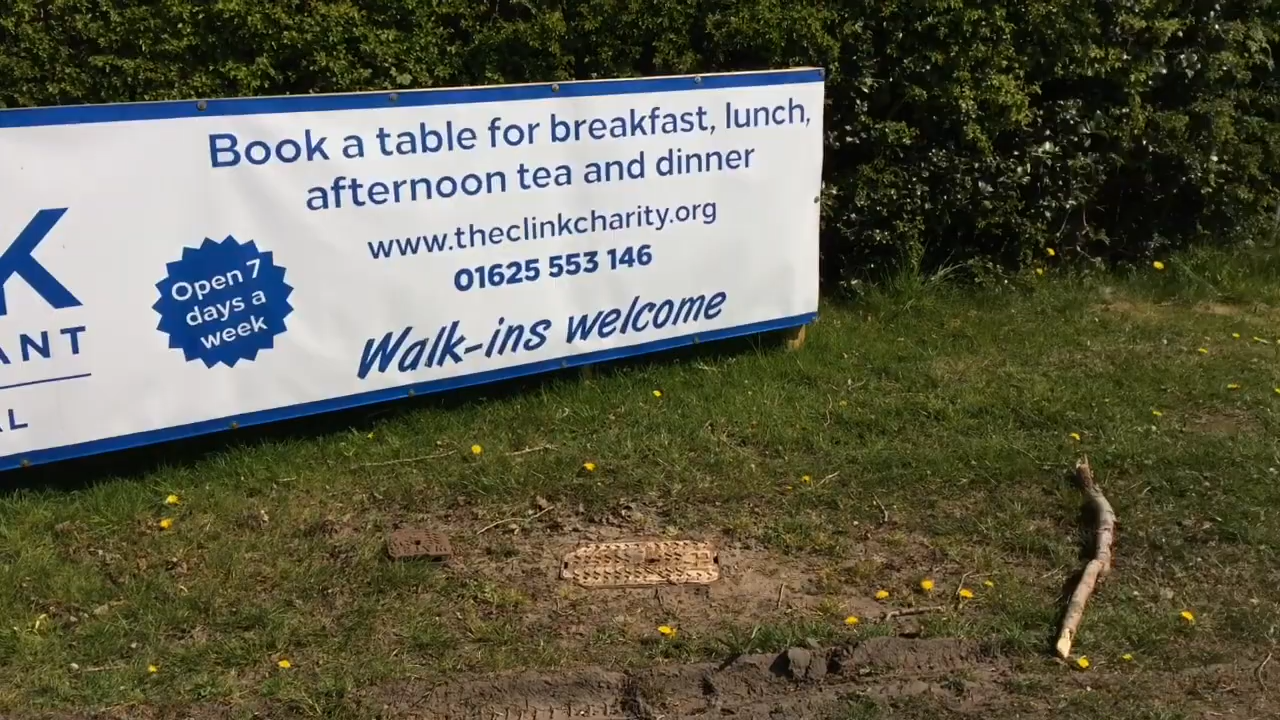 Book a table for breakfast, lunch,
afternoon tea and dinner
www.theclinkcharity.org
01625 553 146
Walk-ins welcome
Open 7
days a
week
K
ANT
L